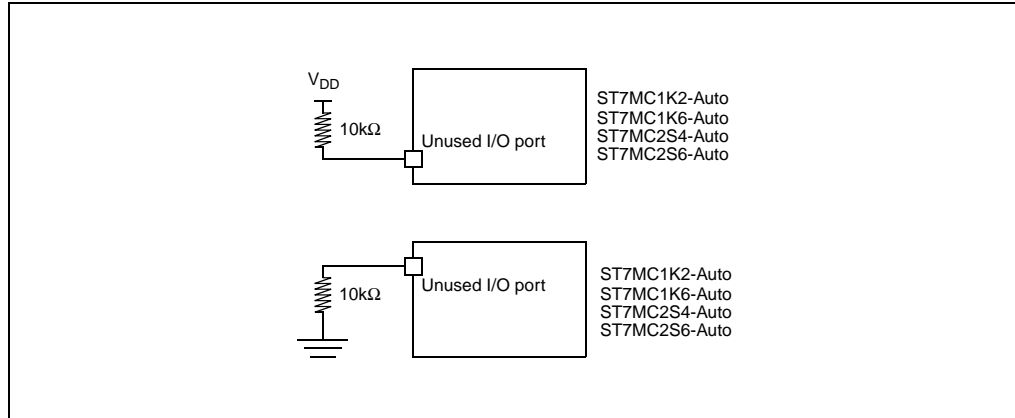 VDD
10kΩ
Unused I/O port
ST7MC1K2-Auto
ST7MC1K6-Auto
ST7MC2S4-Auto
ST7MC2S6-Auto
10kΩ
Unused I/O port
ST7MC1K2-Auto
ST7MC1K6-Auto
ST7MC2S4-Auto
ST7MC2S6-Auto